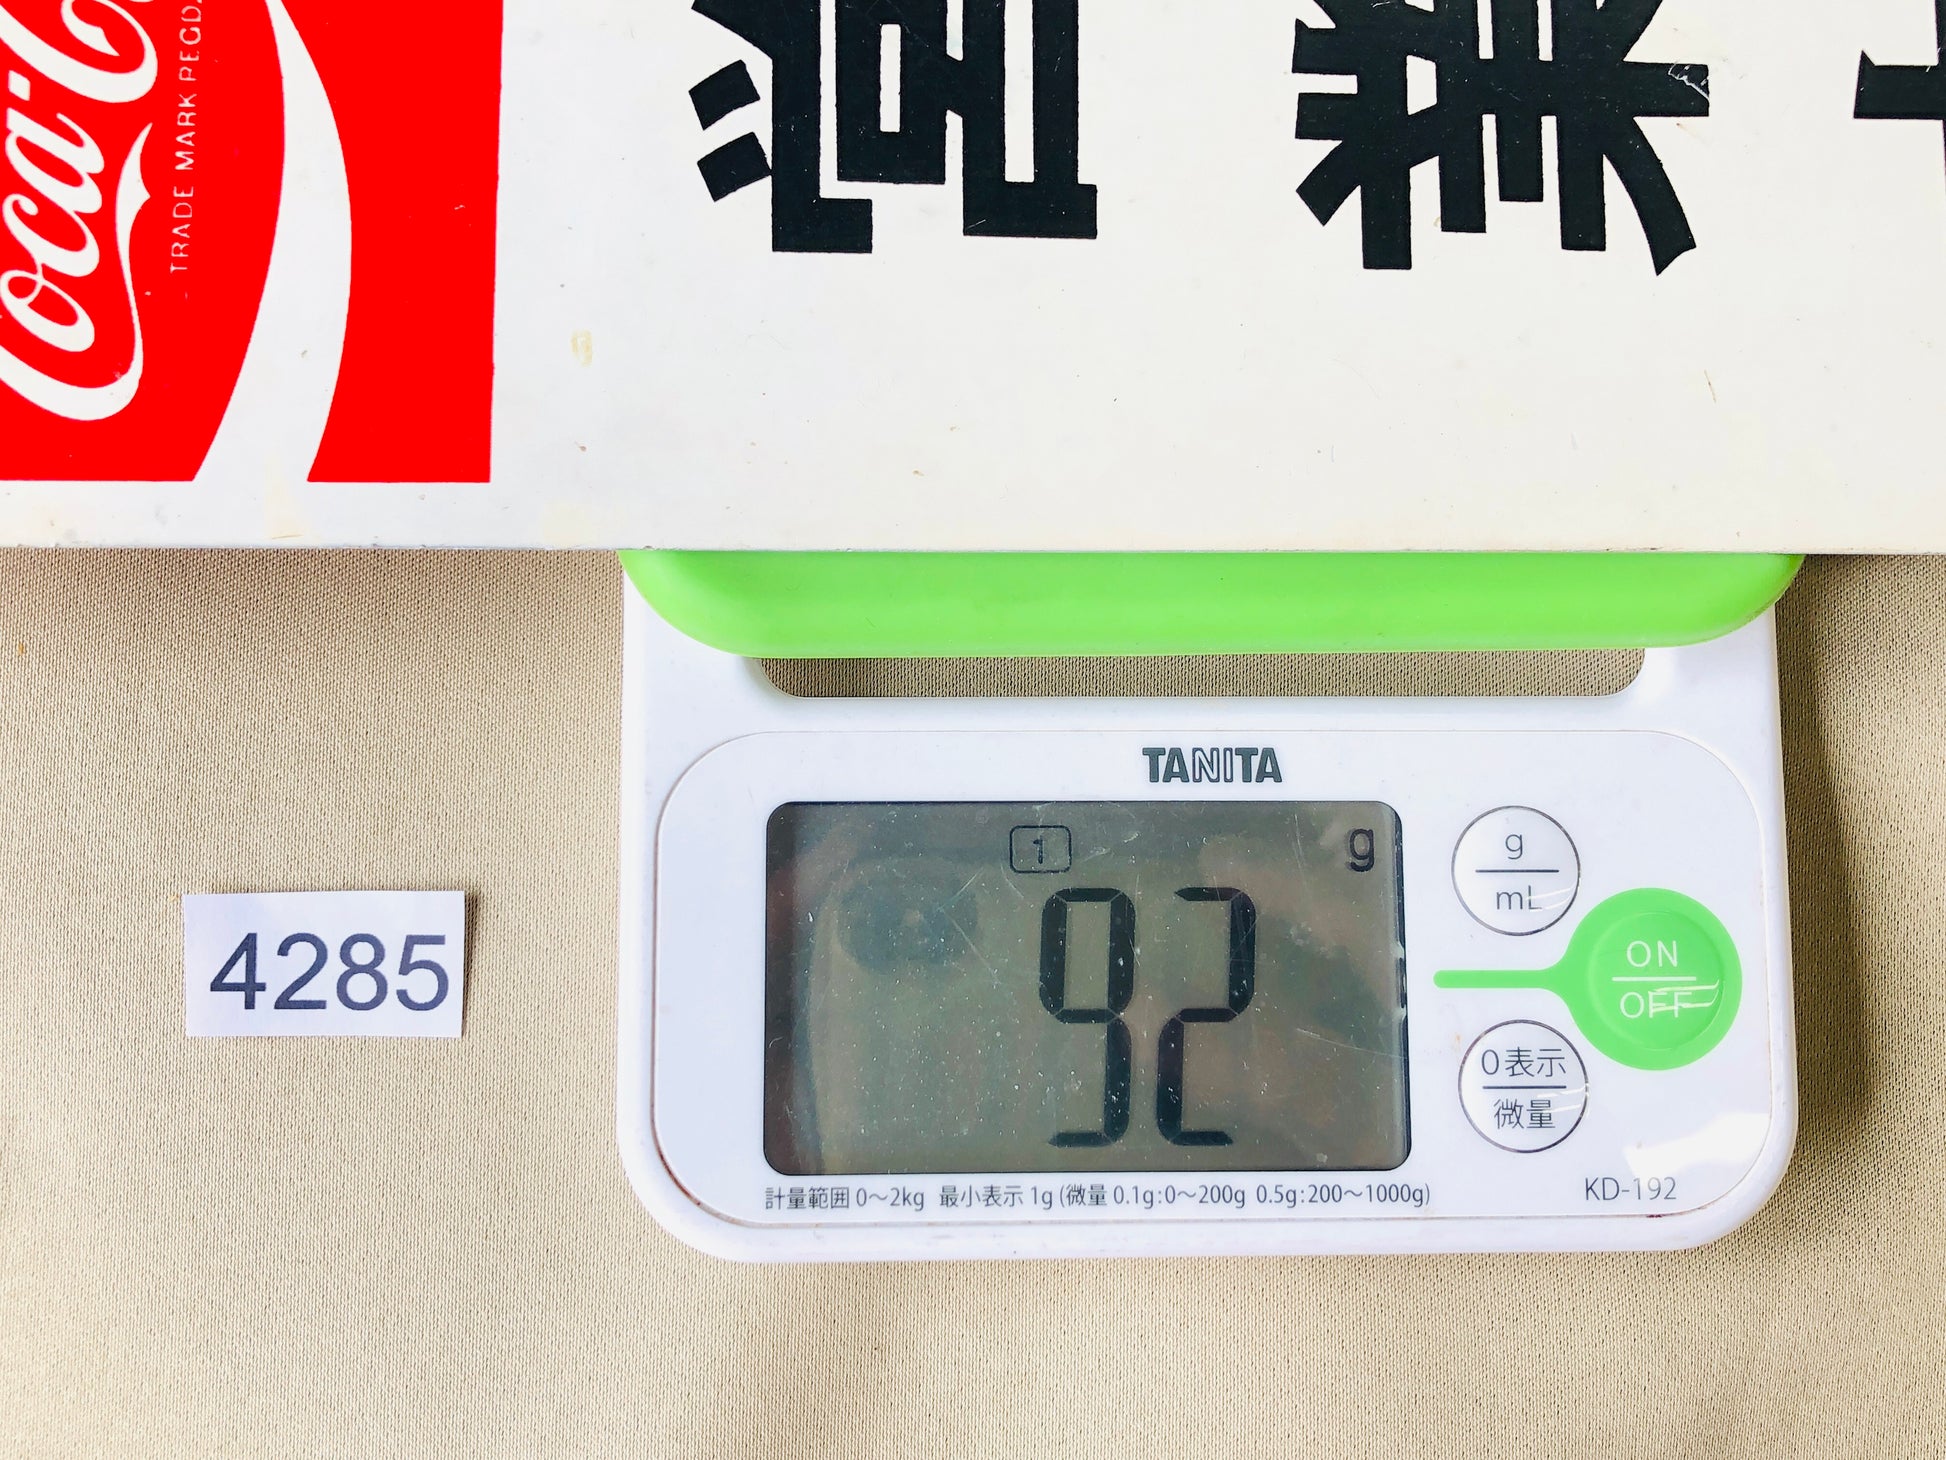 Coca-Co
TRADE MARK REGD
営業
TANITA
1
g
92
g
mL
ON
OFF
0表示
微量
計量範囲 0〜2kg 最小表示 1g (微量 0.1g:0〜200g 0.5g:200〜1000g)
KD-192
4285